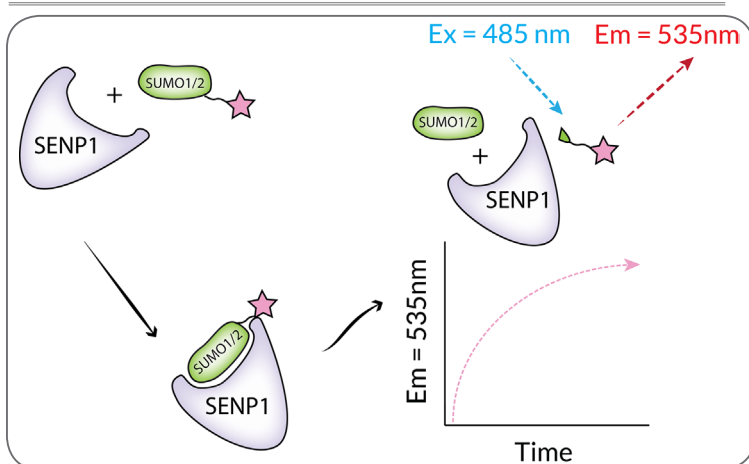 Ex = 485 nm
Em = 535nm
+
SUMO1/2
SENP1
SUMO1/2
+
SENP1
SUMO1/2
SENP1
Em = 535nm
Time